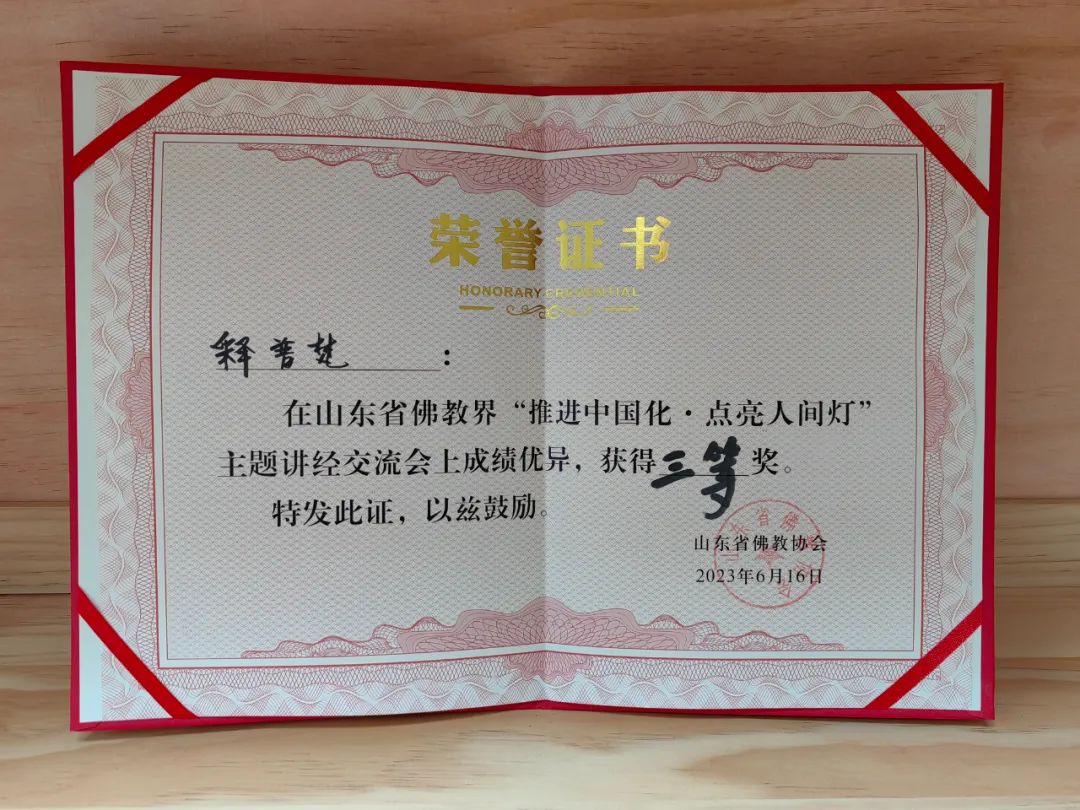 荣誉证书
HONORARY CREDENTIAL
释普梵：
在山东省佛教界“推进中国化·点亮人间灯”
主题讲经交流会上成绩优异，获得三等奖。
特发此证，以兹鼓励。
山东省佛教协会
2023年6月16日